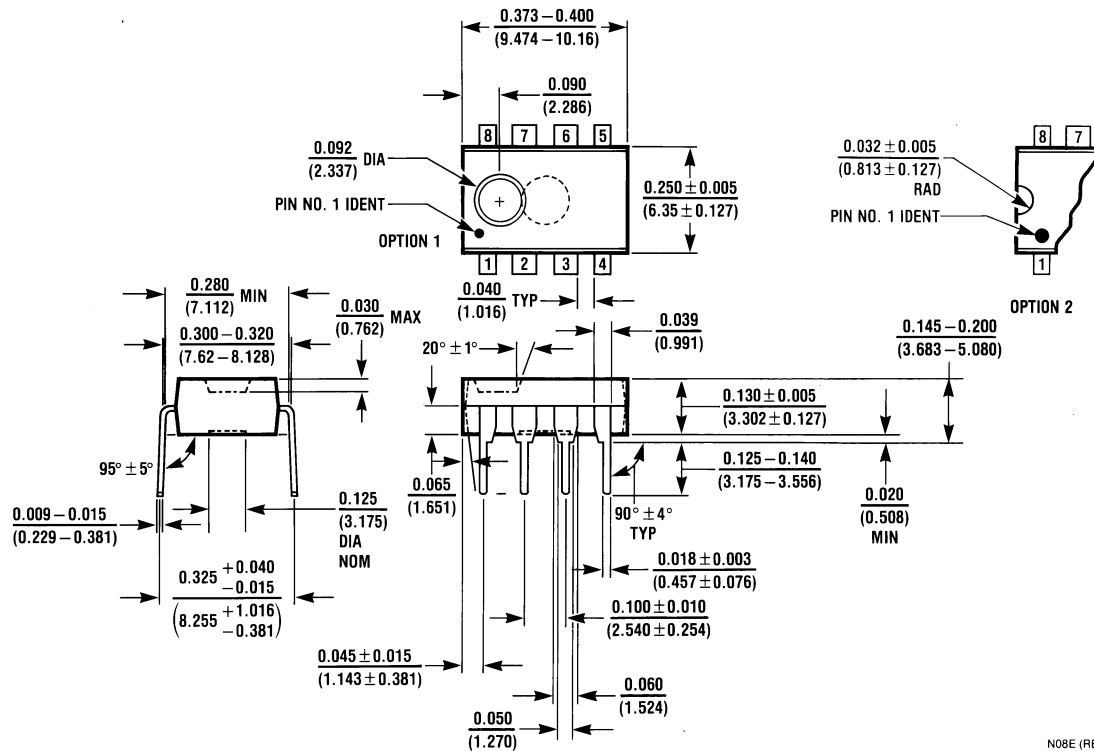 0.373 – 0.400
(9.474 – 10.16)
0.090
(2.286)
8 7 6 5
0.092 DIA
(2.337)
PIN NO. 1 IDENT
OPTION 1
1 2 3 4
0.250 ± 0.005
(6.35 ± 0.127)
8 7
0.032 ± 0.005
(0.813 ± 0.127)
RAD
PIN NO. 1 IDENT
1
OPTION 2
0.280 MIN
(7.112)
0.300 – 0.320
(7.62 – 8.128)
0.030 MAX
(0.762)
0.040 TYP
(1.016)
0.039
(0.991)
0.145 – 0.200
(3.683 – 5.080)
20° ± 1°
0.130 ± 0.005
(3.302 ± 0.127)
0.125 – 0.140
(3.175 – 3.556)
0.020
(0.508)
MIN
95° ± 5°
0.065
(1.651)
90° ± 4°
TYP
0.009 – 0.015
(0.229 – 0.381)
0.125
(3.175)
DIA
NOM
0.018 ± 0.003
(0.457 ± 0.076)
0.325 +0.040
–0.015
(8.255 +1.016
–0.381)
0.100 ± 0.010
(2.540 ± 0.254)
0.045 ± 0.015
(1.143 ± 0.381)
0.060
(1.524)
0.050
(1.270)
N08E